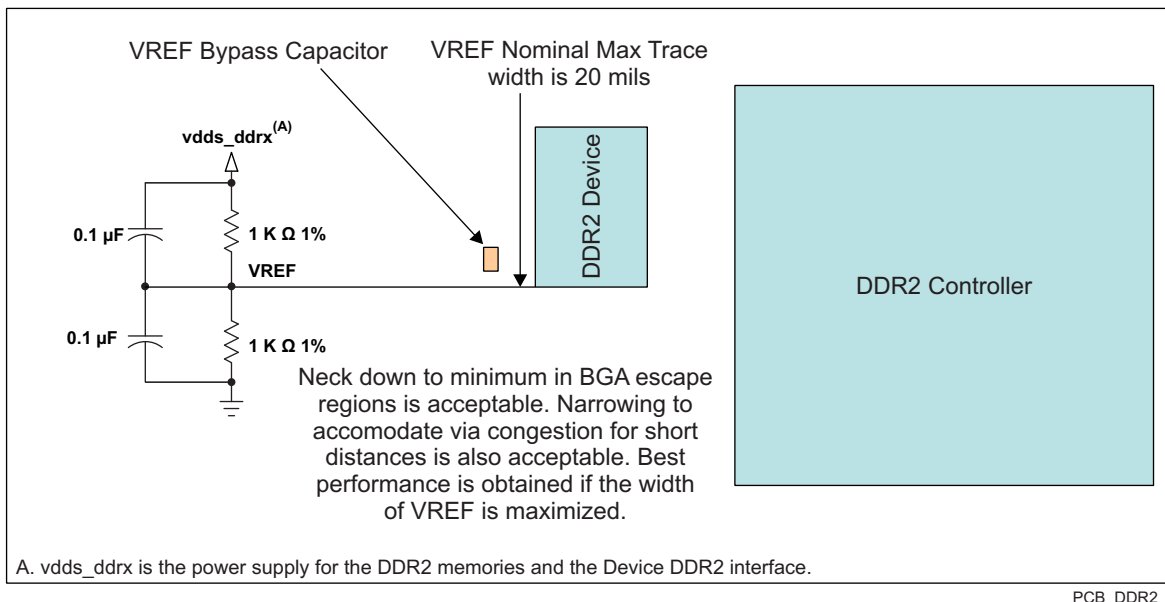 VREF Bypass Capacitor
VREF Nominal Max Trace
width is 20 mils
vdds_ddrx(A)
0.1 µF
1 K Ω 1%
VREF
0.1 µF
1 K Ω 1%
DDR2 Device
DDR2 Controller
Neck down to minimum in BGA escape
regions is acceptable. Narrowing to
accomodate via congestion for short
distances is also acceptable. Best
performance is obtained if the width
of VREF is maximized.
A. vdds_ddrx is the power supply for the DDR2 memories and the Device DDR2 interface.
PCB_DDR2